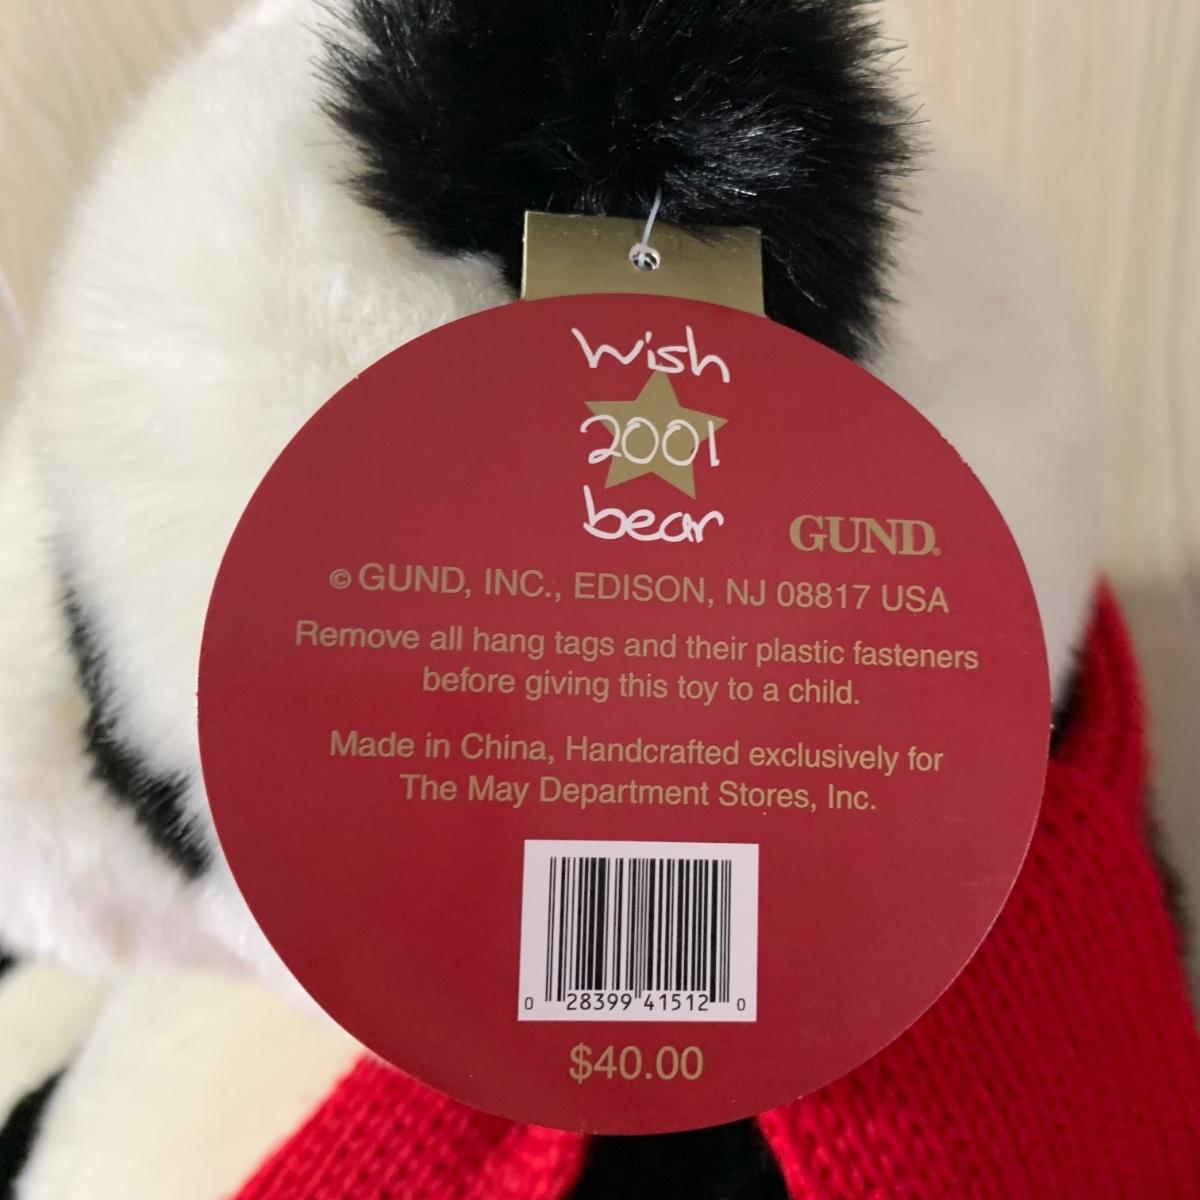 Wish
2001
bear
GUND.
© GUND, INC., EDISON, NJ 08817 USA
Remove all hang tags and their plastic fasteners
before giving this toy to a child.
Made in China, Handcrafted exclusively for
The May Department Stores, Inc.
0 28399 41512 0
$40.00